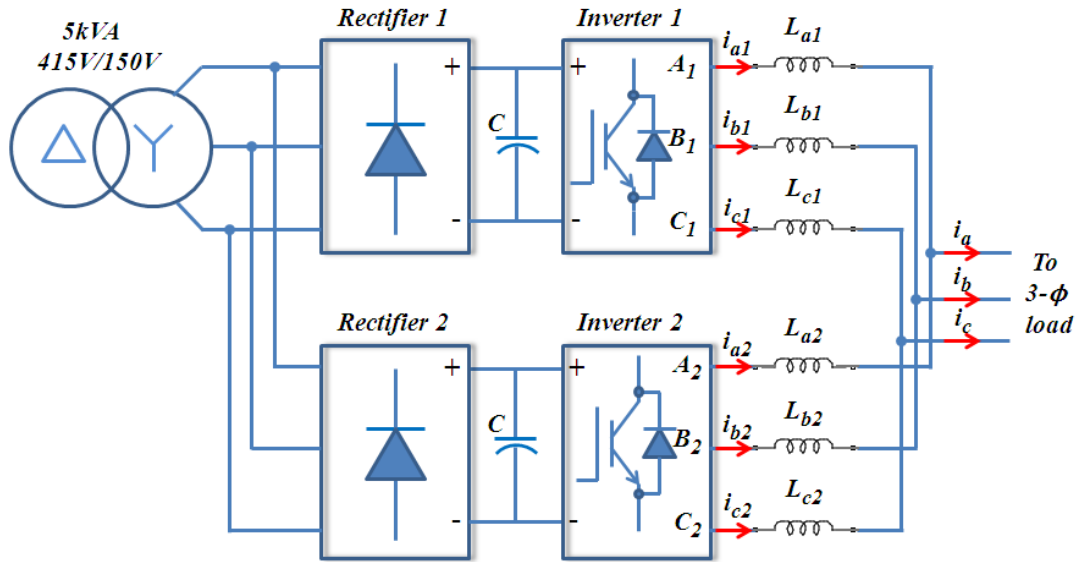 5kVA
415V/150V
Rectifier 1
+
-
C
Inverter 1
+
-
A1
B1
C1
ia1
La1
ib1
Lb1
ic1
Lc1
ia
ib
ic
To
3-ϕ
load
Rectifier 2
+
-
C
Inverter 2
+
-
A2
B2
C2
ia2
La2
ib2
Lb2
ic2
Lc2